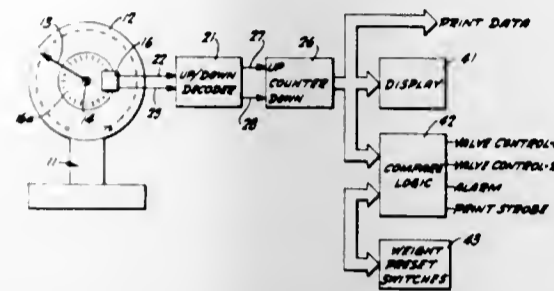 13
12
16
22
21
27
26
PRINT DATA
41
UP/DOWN
DECODER
UP
COUNTER
DOWN
DISPLAY
16a
14
23
28
42
11
COMPARE
LOGIC
VALVE CONTROL-
VALVE CONTROL-
ALARM
PRINT STROBE
43
WEIGHT
PRESET
SWITCHES